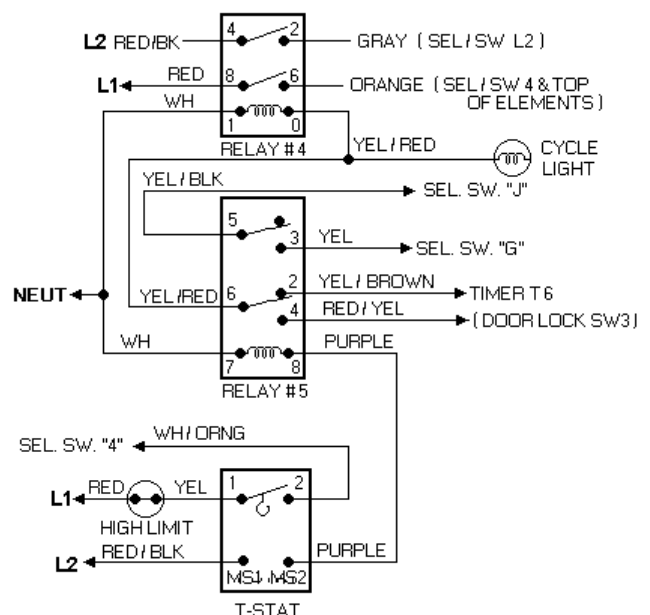 4 2
L2 RED/BK GRAY ( SEL / SW L2 )
8 6
L1 RED ORANGE ( SEL / SW 4 & TOP
OF ELEMENTS )
WH
1 0
RELAY #4
YEL / RED
CYCLE
LIGHT
YEL / BLK
SEL. SW. "J"
5
3 YEL
SEL. SW. "G"
2 YEL / BROWN
TIMER T6
NEUT YEL/RED 6
4 RED / YEL
( DOOR LOCK SW3 )
WH
PURPLE
7 8
RELAY #5
WH / ORNG
SEL. SW. "4"
1 2
L1 RED YEL
HIGH LIMIT
L2 RED / BLK
PURPLE
MS1 MS2
T-STAT